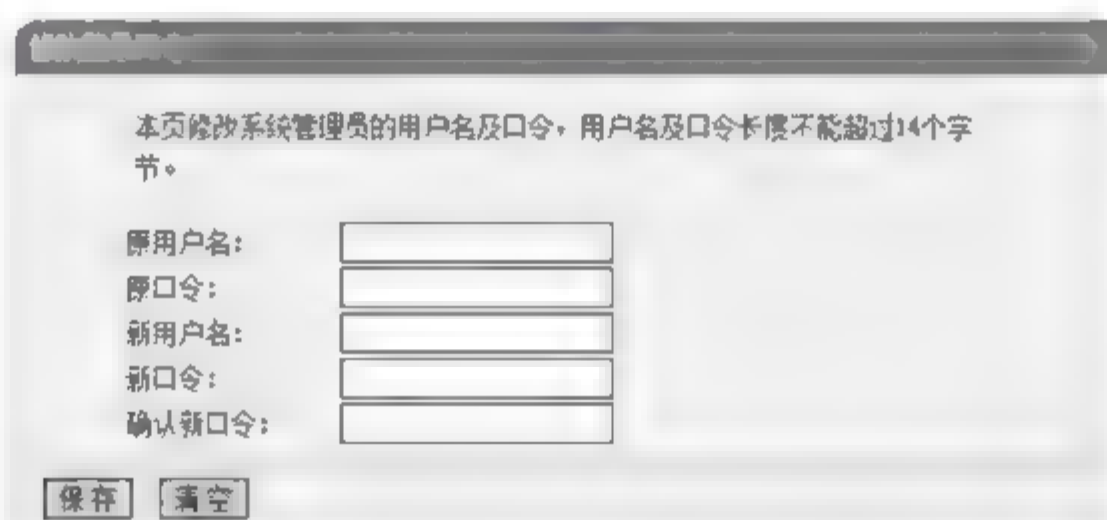 本页修改系统管理员的用户名及口令，用户名及口令长度不能超过14个字
节。
原用户名：
原口令：
新用户名：
新口令：
确认新口令：
保存 清空